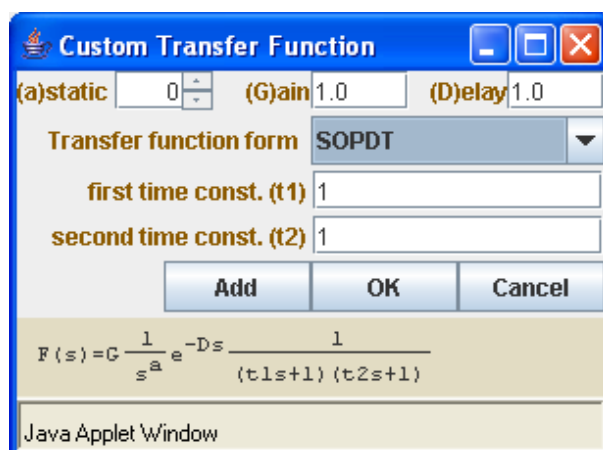 Custom Transfer Function
(a)static 0 (G)ain 1.0 (D)elay 1.0
Transfer function form SOPDT
first time const. (t1) 1
second time const. (t2) 1
Add OK Cancel
F(s)=G 1/s^a e^-Ds 1/((t1s+1)(t2s+1))
Java Applet Window